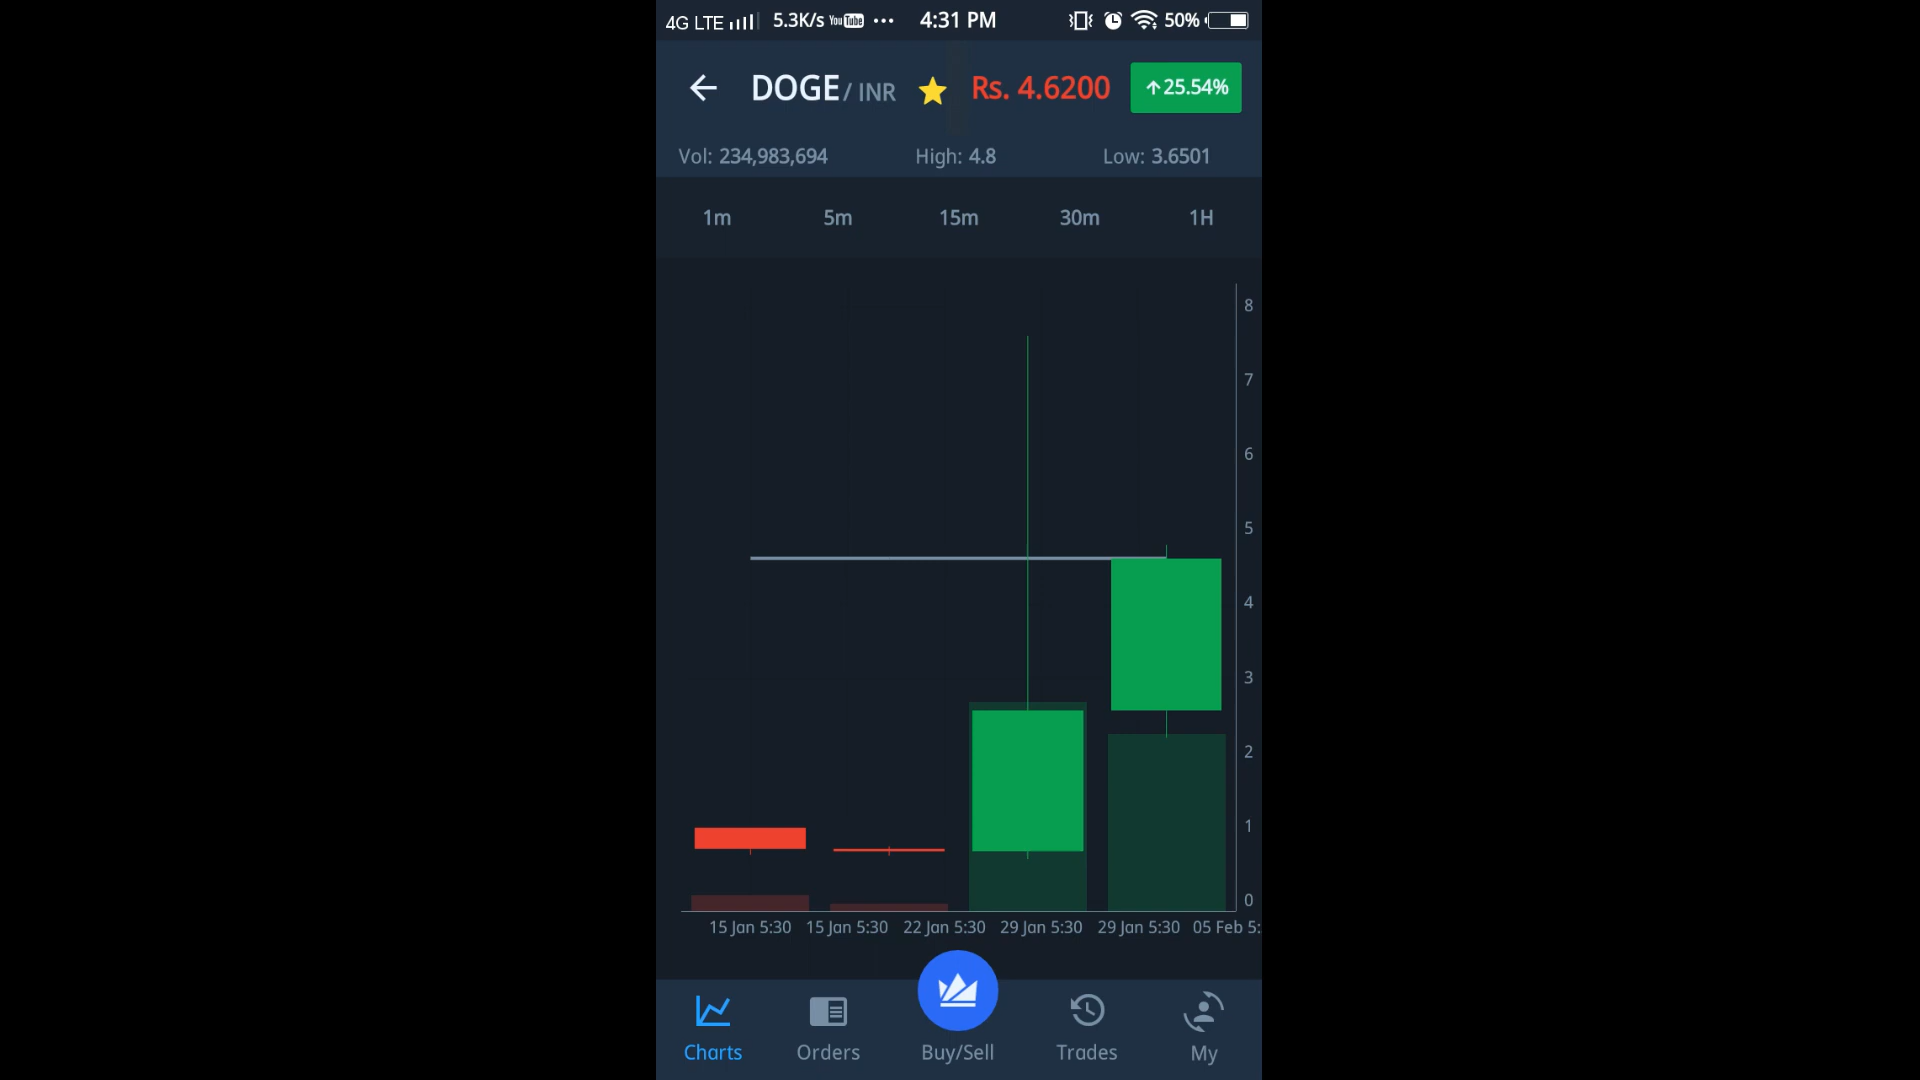 4G LTE 5.3K/s YouTube ••• 4:31 PM 50%
DOGE / INR Rs. 4.6200 ↑25.54%
Vol: 234,983,694 High: 4.8 Low: 3.6501
1m 5m 15m 30m 1H
8
7
6
5
4
3
2
1
0
15 Jan 5:30 15 Jan 5:30 22 Jan 5:30 29 Jan 5:30 29 Jan 5:30 05 Feb 5:
Charts Orders Buy/Sell Trades My